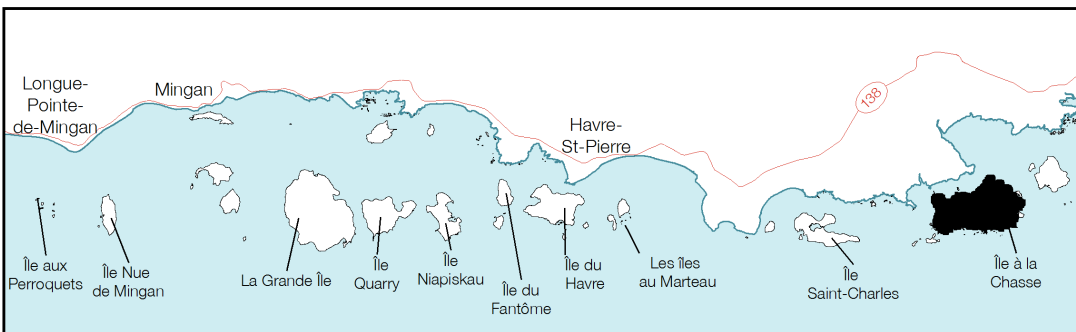 Longue-
Pointe-
de-Mingan
Mingan
Havre-
St-Pierre
138
Île aux
Perroquets
Île Nue
de Mingan
La Grande Île
Île
Quarry
Île
Niapiskau
Île du
Fantôme
Île du
Havre
Les îles
au Marteau
Île
Saint-Charles
Île à la
Chasse